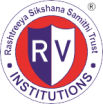 Rashtreeya Sikshana Samithi Trust
®
RV
INSTITUTIONS